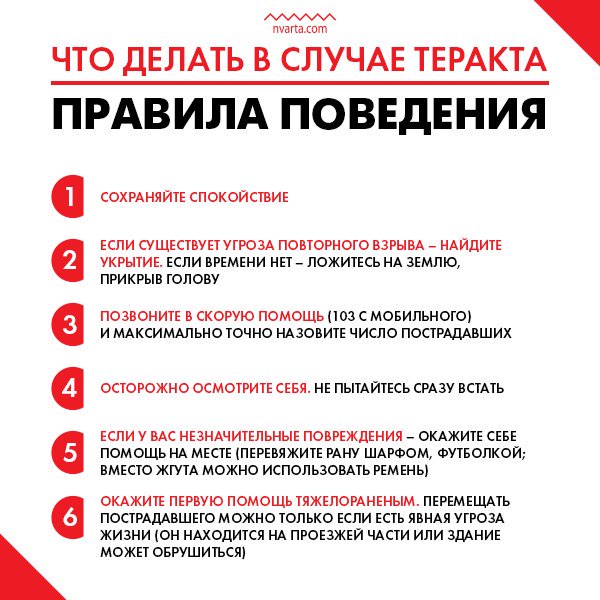 nvarta.com
ЧТО ДЕЛАТЬ В СЛУЧАЕ ТЕРАКТА
ПРАВИЛА ПОВЕДЕНИЯ
1 СОХРАНЯЙТЕ СПОКОЙСТВИЕ
ЕСЛИ СУЩЕСТВУЕТ УГРОЗА ПОВТОРНОГО ВЗРЫВА – НАЙДИТЕ
2 УКРЫТИЕ. ЕСЛИ ВРЕМЕНИ НЕТ – ЛОЖИТЕСЬ НА ЗЕМЛЮ,
ПРИКРЫВ ГОЛОВУ
3 ПОЗВОНИТЕ В СКОРУЮ ПОМОЩЬ (103 С МОБИЛЬНОГО)
И МАКСИМАЛЬНО ТОЧНО НАЗОВИТЕ ЧИСЛО ПОСТРАДАВШИХ
4 ОСТОРОЖНО ОСМОТРИТЕ СЕБЯ. НЕ ПЫТАЙТЕСЬ СРАЗУ ВСТАТЬ
ЕСЛИ У ВАС НЕЗНАЧИТЕЛЬНЫЕ ПОВРЕЖДЕНИЯ – ОКАЖИТЕ СЕБЕ
5 ПОМОЩЬ НА МЕСТЕ (ПЕРЕВЯЖИТЕ РАНУ ШАРФОМ, ФУТБОЛКОЙ;
ВМЕСТО ЖГУТА МОЖНО ИСПОЛЬЗОВАТЬ РЕМЕНЬ)
ОКАЖИТЕ ПЕРВУЮ ПОМОЩЬ ТЯЖЕЛОРАНЕНЫМ. ПЕРЕМЕЩАТЬ
6 ПОСТРАДАВШЕГО МОЖНО ТОЛЬКО ЕСЛИ ЕСТЬ ЯВНАЯ УГРОЗА
ЖИЗНИ (ОН НАХОДИТСЯ НА ПРОЕЗЖЕЙ ЧАСТИ ИЛИ ЗДАНИЕ
МОЖЕТ ОБРУШИТЬСЯ)